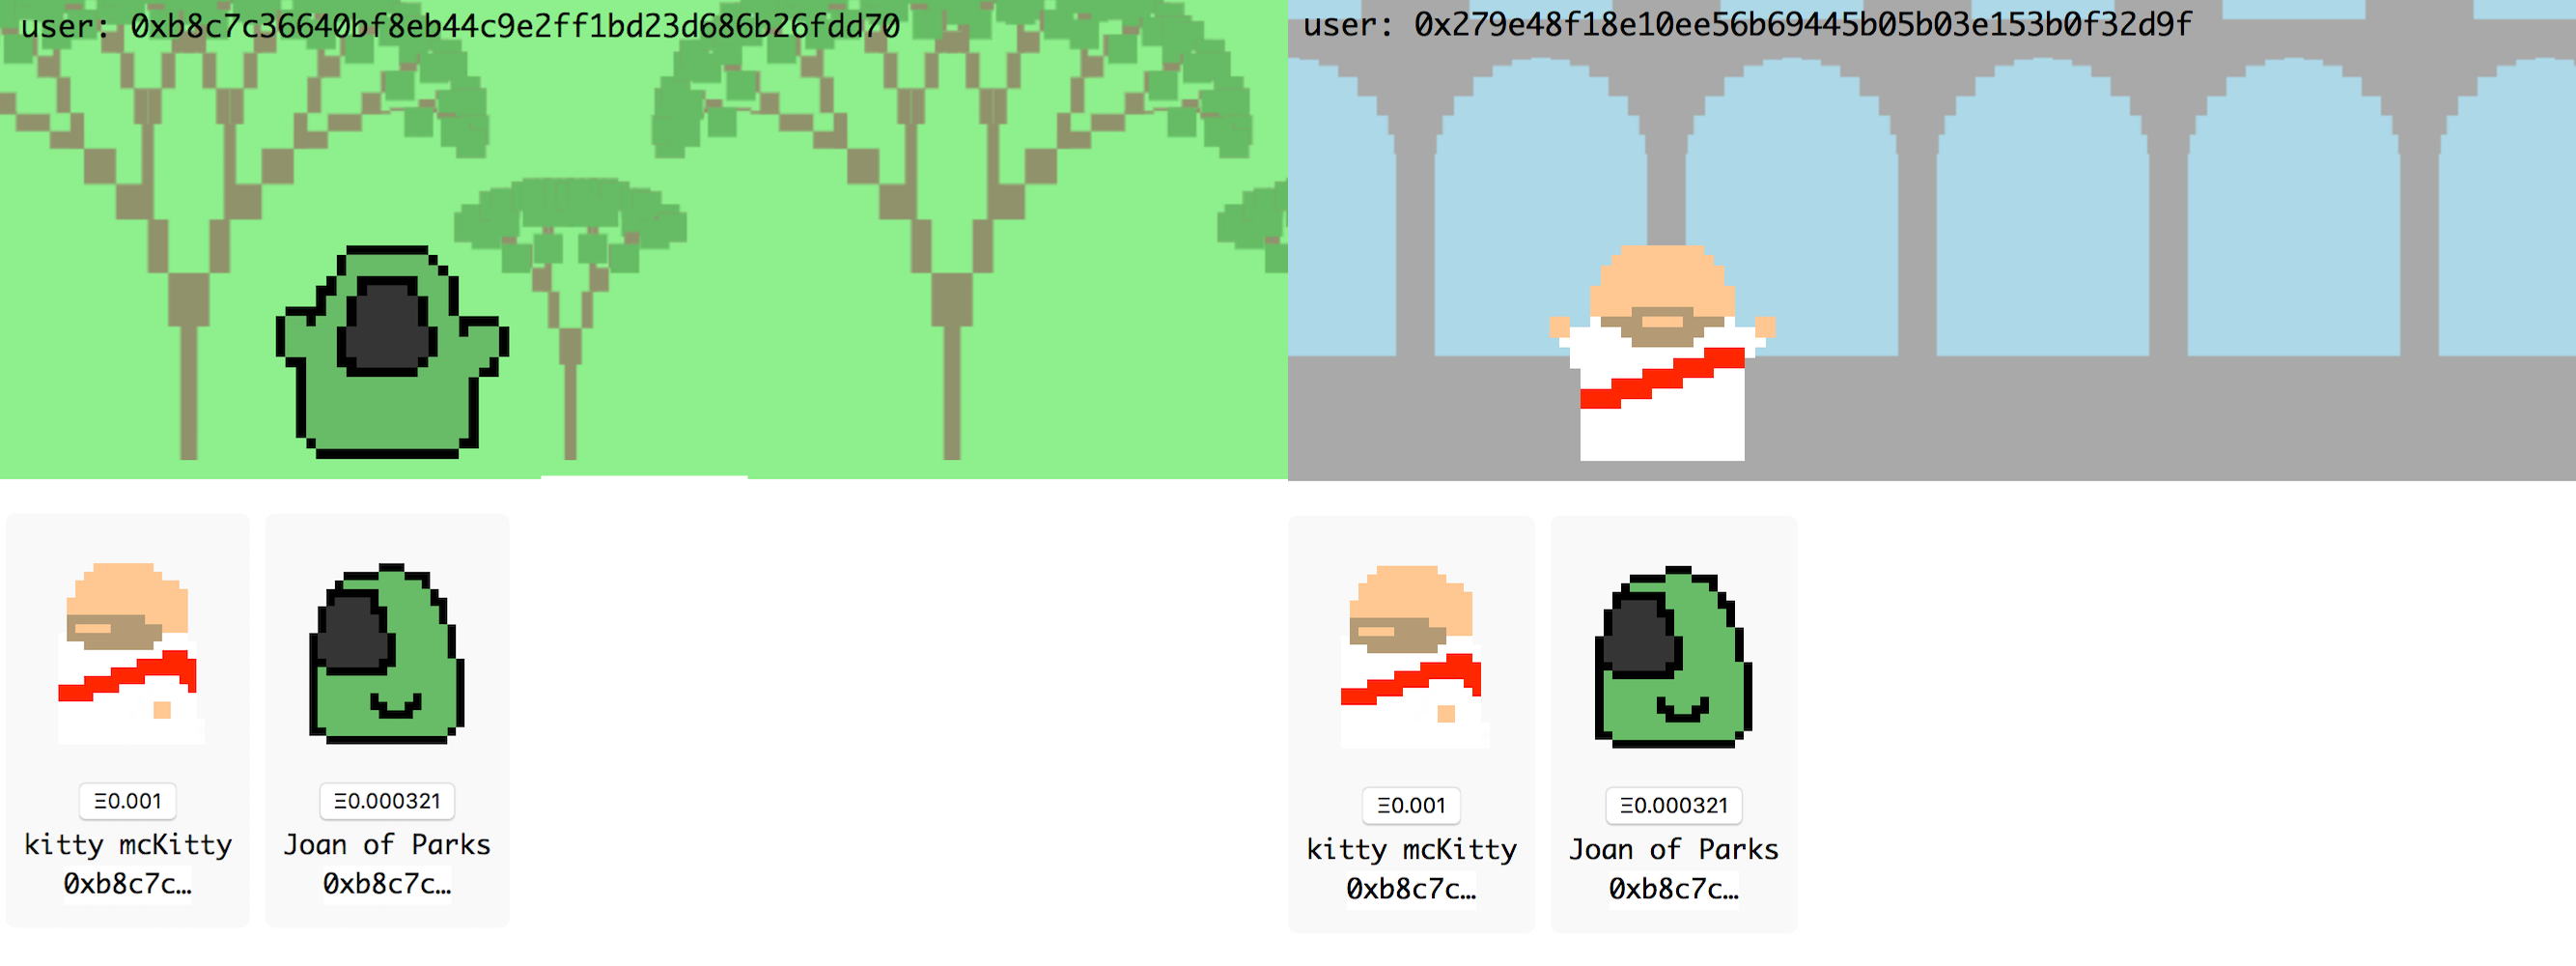 user: 0xb8c7c36640bf8eb44c9e2ff1bd23d686b26fdd70
Ξ0.001
kitty mcKitty
0xb8c7c…
Ξ0.000321
Joan of Parks
0xb8c7c…
user: 0x279e48f18e10ee56b69445b05b03e153b0f32d9f
Ξ0.001
kitty mcKitty
0xb8c7c…
Ξ0.000321
Joan of Parks
0xb8c7c…